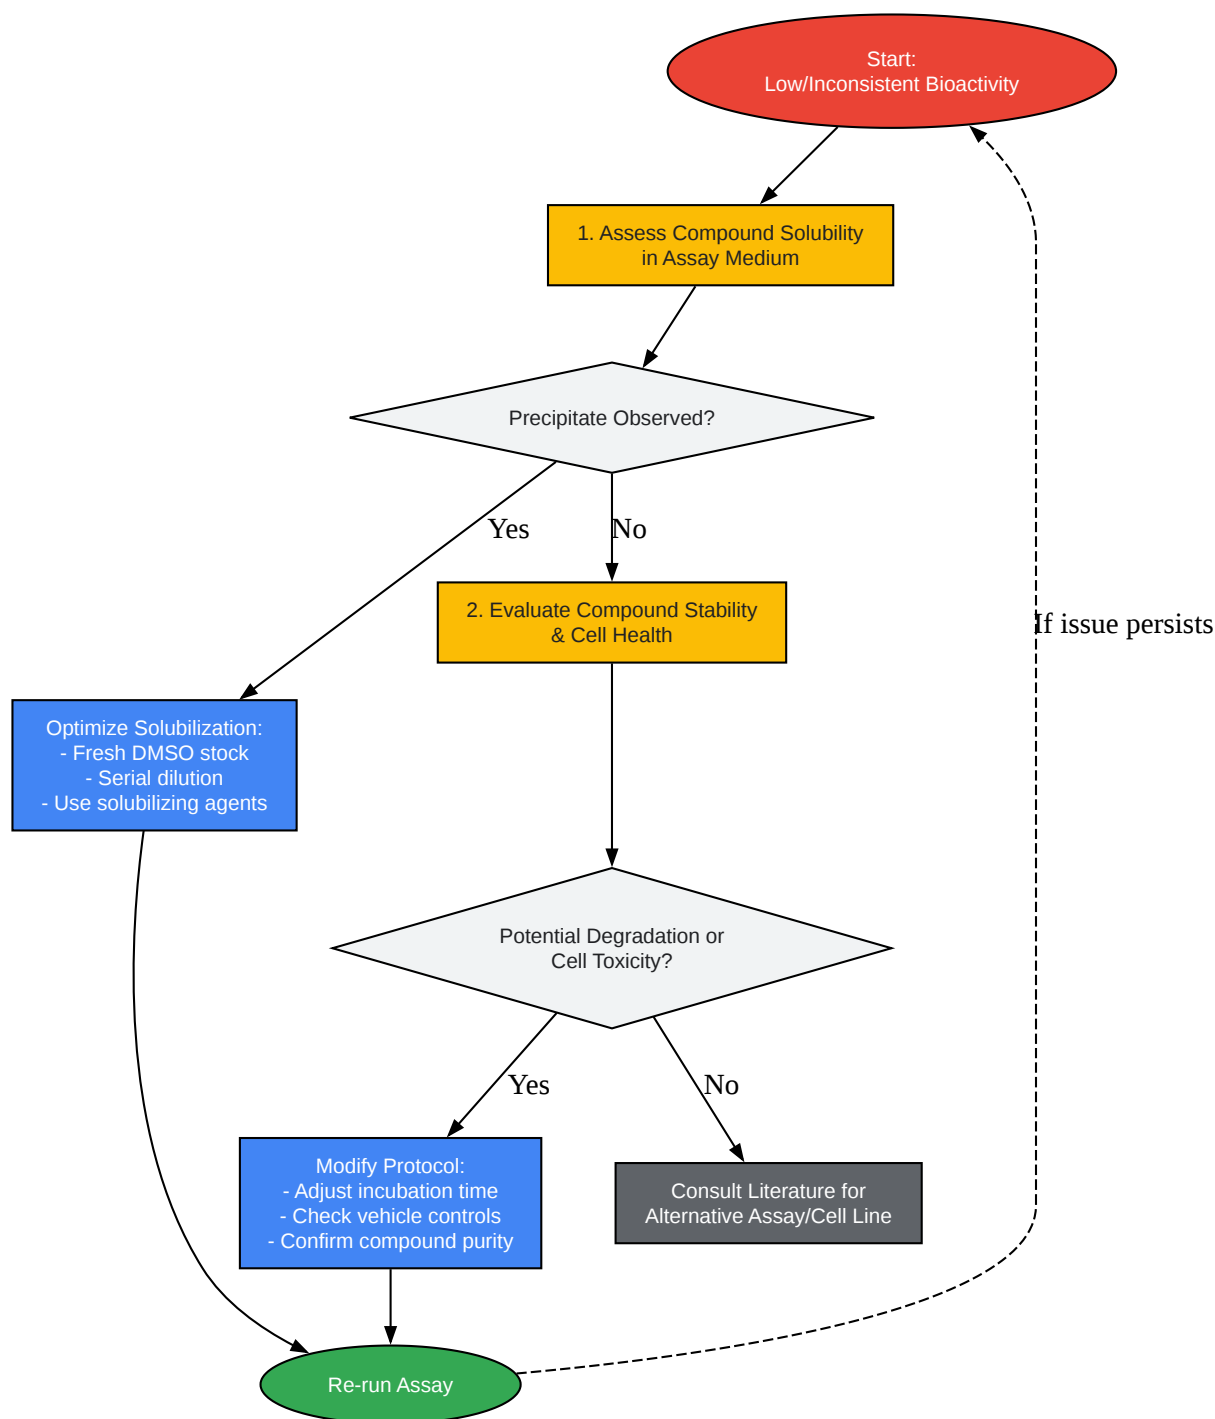 Start:
Low/Inconsistent Bioactivity
1. Assess Compound Solubility
in Assay Medium
Precipitate Observed?
Yes
No
2. Evaluate Compound Stability
& Cell Health
If issue persists
Optimize Solubilization:
- Fresh DMSO stock
- Serial dilution
- Use solubilizing agents
Potential Degradation or
Cell Toxicity?
Yes
No
Modify Protocol:
- Adjust incubation time
- Check vehicle controls
- Confirm compound purity
Consult Literature for
Alternative Assay/Cell Line
Re-run Assay